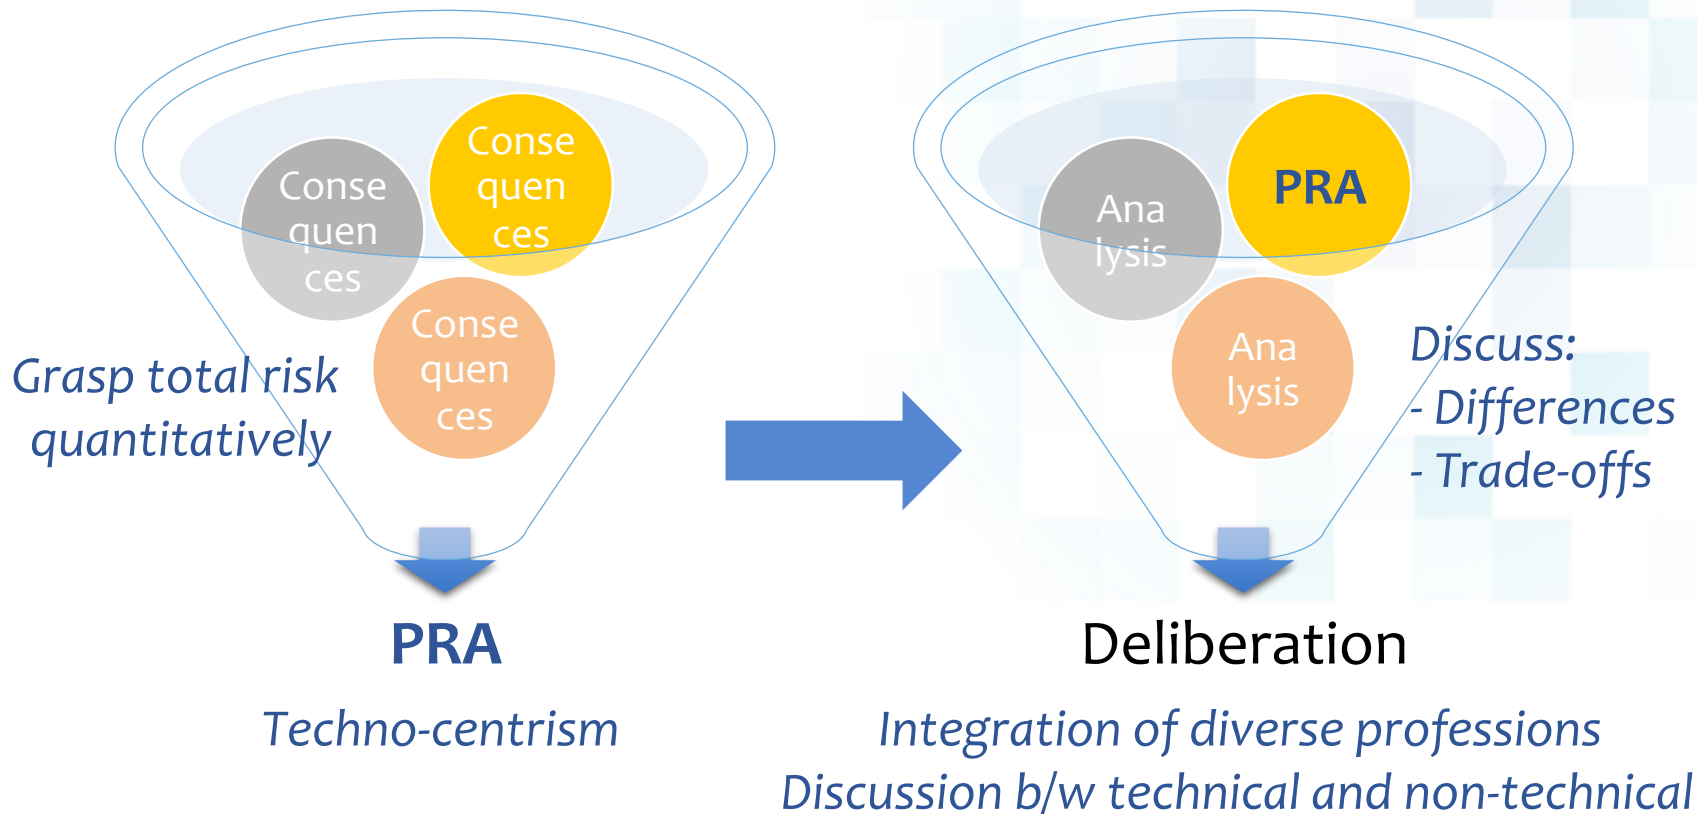 Conse
quen
ces
Conse
quen
ces
Conse
quen
ces
Grasp total risk
quantitatively
PRA
Techno-centrism
Ana
lysis
PRA
Ana
lysis
Discuss:
- Differences
- Trade-offs
Deliberation
Integration of diverse professions
Discussion b/w technical and non-technical